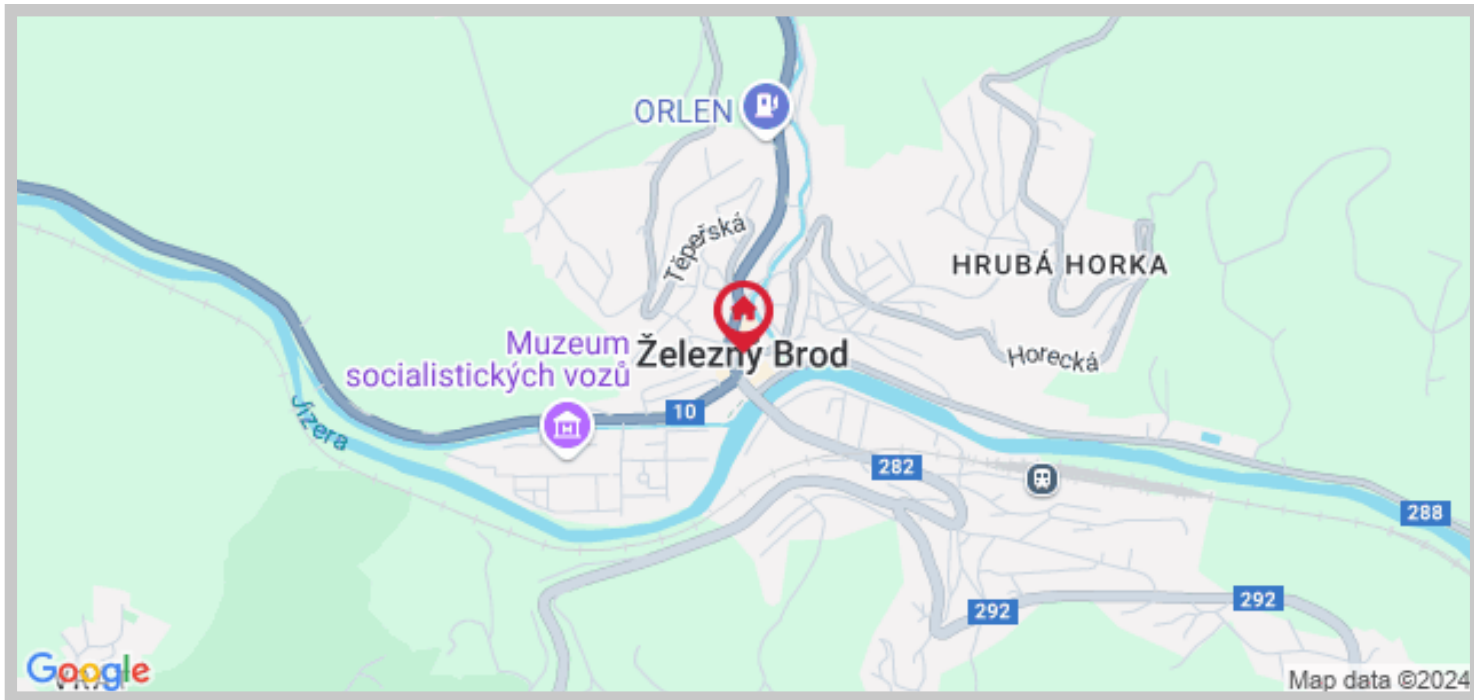 ORLEN
Těpeřská
HRUBÁ HORKA
Muzeum
socialistických vozů
Železný Brod
Horecká
10
Jizera
282
288
292
292
Google
Map data ©2024